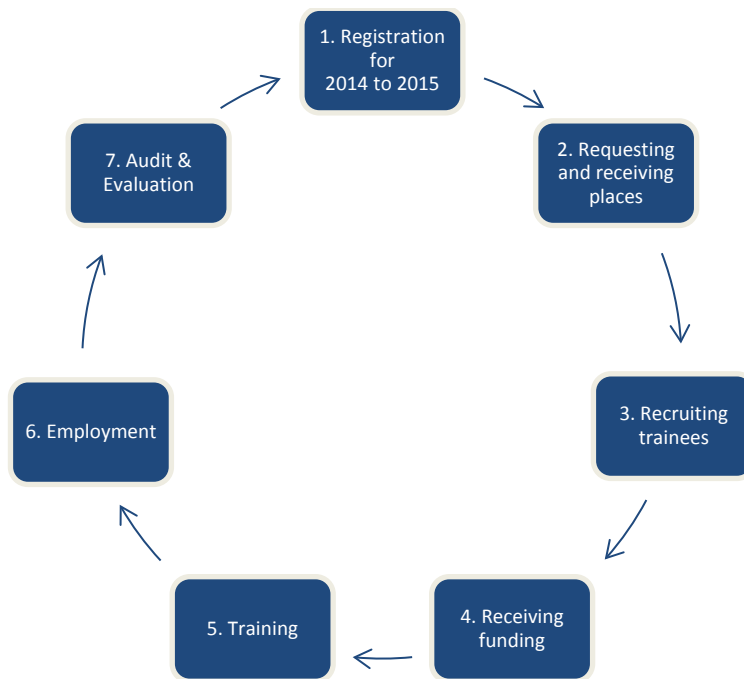 1. Registration
for
2014 to 2015
2. Requesting
and receiving
places
3. Recruiting
trainees
4. Receiving
funding
5. Training
6. Employment
7. Audit &
Evaluation